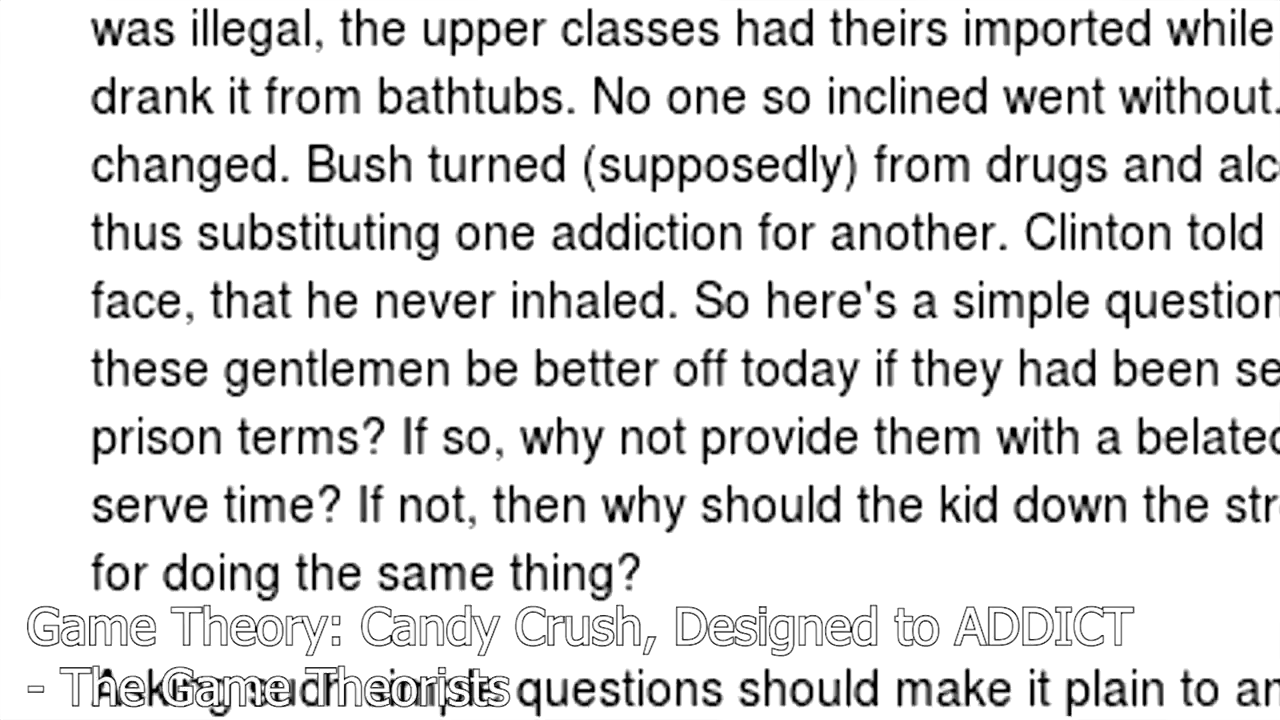 was illegal, the upper classes had theirs imported while
drank it from bathtubs. No one so inclined went without.
changed. Bush turned (supposedly) from drugs and alc
thus substituting one addiction for another. Clinton told
face, that he never inhaled. So here's a simple question
these gentlemen be better off today if they had been se
prison terms? If so, why not provide them with a belated
serve time? If not, then why should the kid down the str
for doing the same thing?
Game Theory: Candy Crush, Designed to ADDICT
- The Game Theorists
Asking such simple questions should make it plain to an